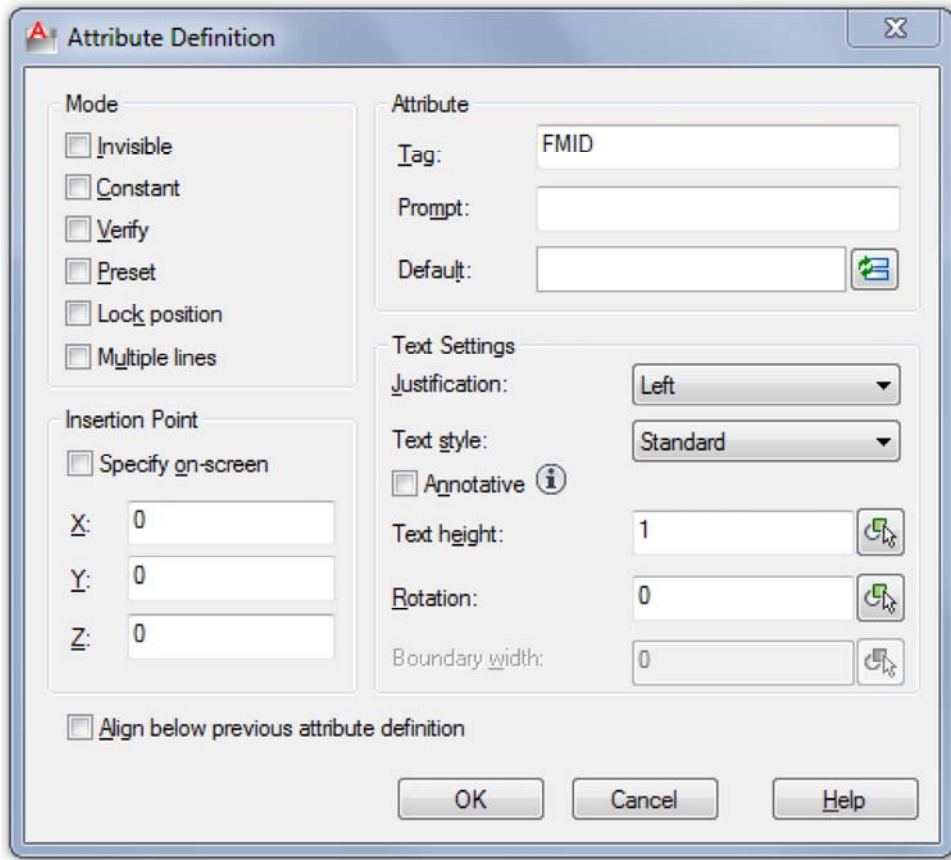 Attribute Definition
Mode
Invisible
Constant
Verify
Preset
Lock position
Multiple lines
Insertion Point
Specify on-screen
X: 0
Y: 0
Z: 0
Attribute
Tag: FMID
Prompt:
Default:
Text Settings
Justification: Left
Text style: Standard
Annotative
Text height: 1
Rotation: 0
Boundary width: 0
Align below previous attribute definition
OK Cancel Help